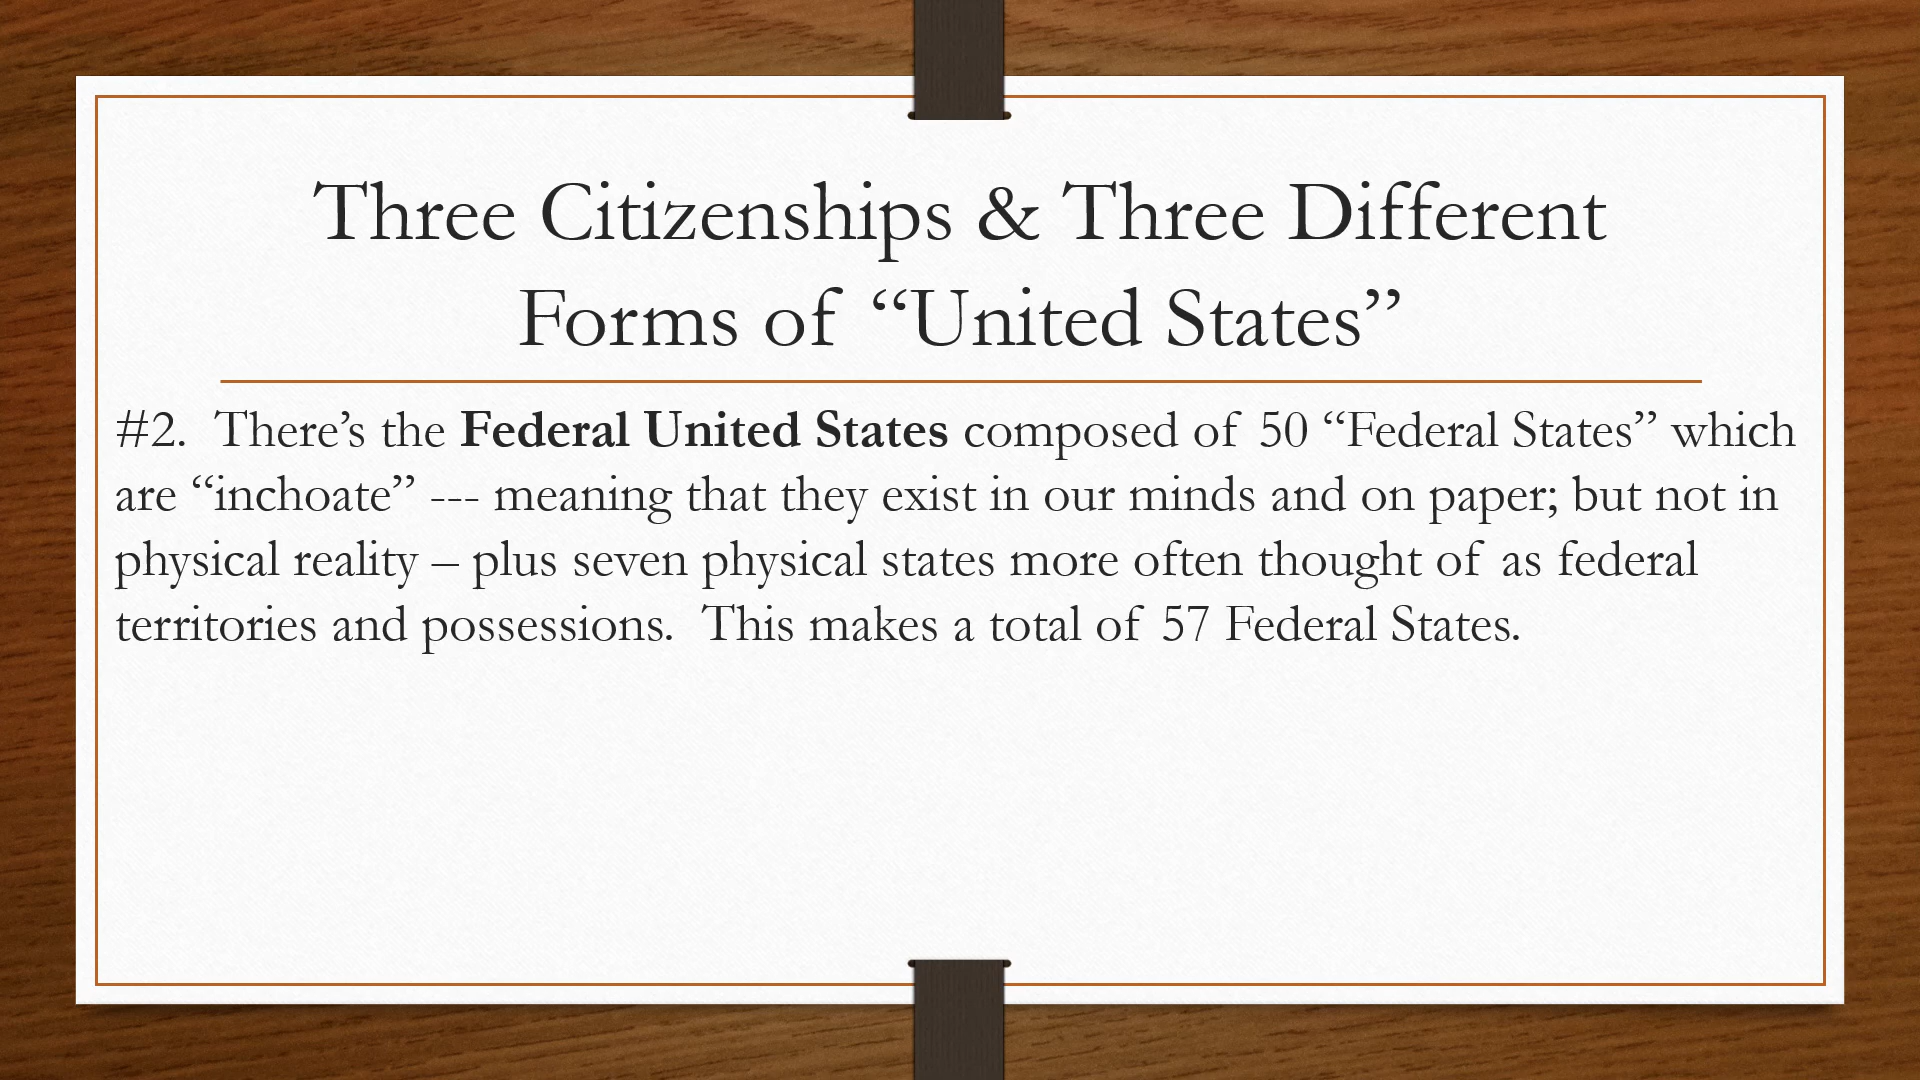 Three Citizenships & Three Different
Forms of “United States”
#2.  There’s the Federal United States composed of 50 “Federal States” which
are “inchoate” --- meaning that they exist in our minds and on paper; but not in
physical reality – plus seven physical states more often thought of as federal
territories and possessions.  This makes a total of 57 Federal States.